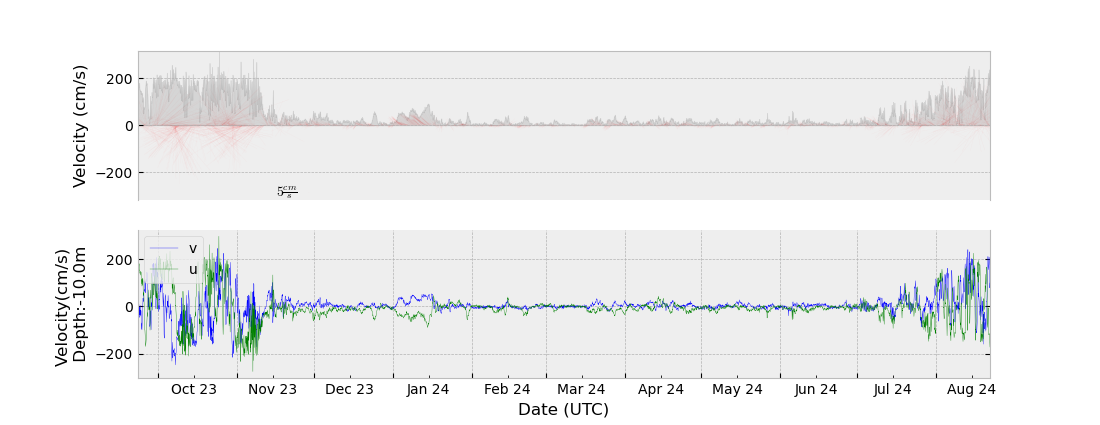 Velocity (cm/s)
200
0
−200
5 cm/s
Velocity(cm/s)
Depth:-10.0m
200
0
−200
v
u
Oct 23 Nov 23 Dec 23 Jan 24 Feb 24 Mar 24 Apr 24 May 24 Jun 24 Jul 24 Aug 24
Date (UTC)